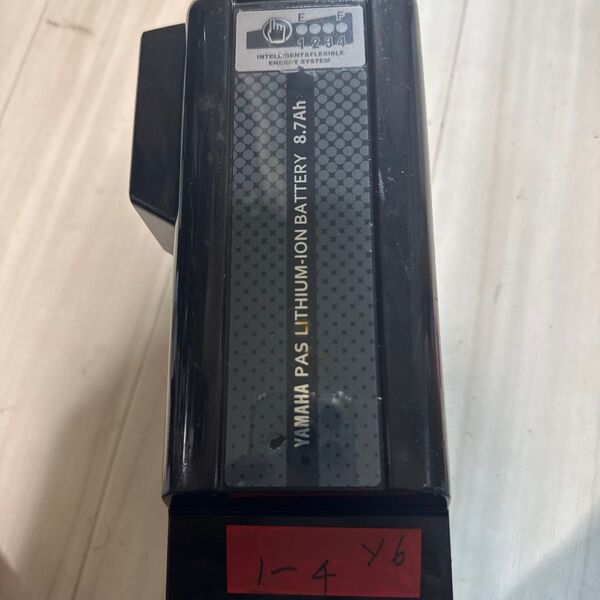 E F
1 2 3 4
INTELLIGENT&FLEXIBLE
ENERGY SYSTEM
YAMAHA PAS LITHIUM-ION BATTERY 8.7Ah
1-4 Y6